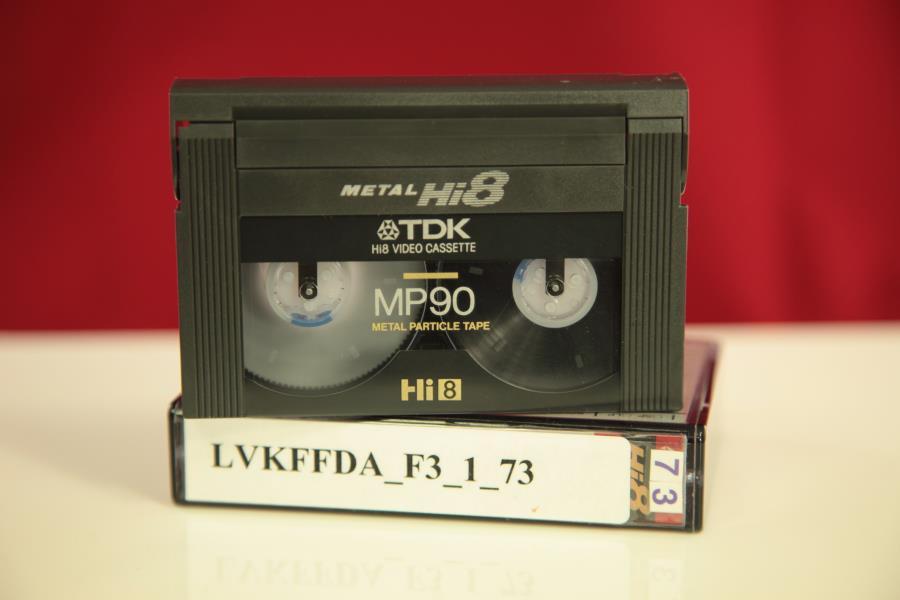 METAL Hi8
TDK
Hi8 VIDEO CASSETTE
MP90
METAL PARTICLE TAPE
Hi8
LVKFFDA_F3_1_73
Hi8
73